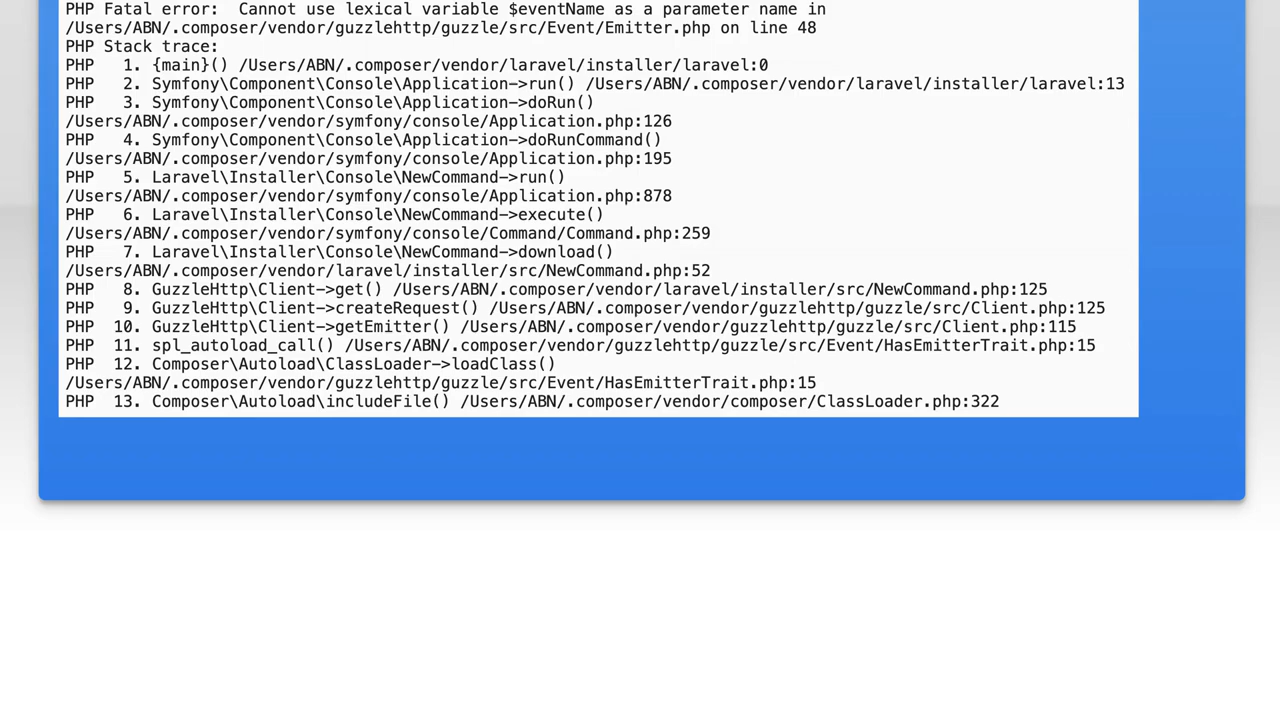 PHP Fatal error:  Cannot use lexical variable $eventName as a parameter name in
/Users/ABN/.composer/vendor/guzzlehttp/guzzle/src/Event/Emitter.php on line 48
PHP Stack trace:
PHP   1. {main}() /Users/ABN/.composer/vendor/laravel/installer/laravel:0
PHP   2. Symfony\Component\Console\Application->run() /Users/ABN/.composer/vendor/laravel/installer/laravel:13
PHP   3. Symfony\Component\Console\Application->doRun()
/Users/ABN/.composer/vendor/symfony/console/Application.php:126
PHP   4. Symfony\Component\Console\Application->doRunCommand()
/Users/ABN/.composer/vendor/symfony/console/Application.php:195
PHP   5. Laravel\Installer\Console\NewCommand->run()
/Users/ABN/.composer/vendor/symfony/console/Application.php:878
PHP   6. Laravel\Installer\Console\NewCommand->execute()
/Users/ABN/.composer/vendor/symfony/console/Command/Command.php:259
PHP   7. Laravel\Installer\Console\NewCommand->download()
/Users/ABN/.composer/vendor/laravel/installer/src/NewCommand.php:52
PHP   8. GuzzleHttp\Client->get() /Users/ABN/.composer/vendor/laravel/installer/src/NewCommand.php:125
PHP   9. GuzzleHttp\Client->createRequest() /Users/ABN/.composer/vendor/guzzlehttp/guzzle/src/Client.php:125
PHP  10. GuzzleHttp\Client->getEmitter() /Users/ABN/.composer/vendor/guzzlehttp/guzzle/src/Client.php:115
PHP  11. spl_autoload_call() /Users/ABN/.composer/vendor/guzzlehttp/guzzle/src/Event/HasEmitterTrait.php:15
PHP  12. Composer\Autoload\ClassLoader->loadClass()
/Users/ABN/.composer/vendor/guzzlehttp/guzzle/src/Event/HasEmitterTrait.php:15
PHP  13. Composer\Autoload\includeFile() /Users/ABN/.composer/vendor/composer/ClassLoader.php:322